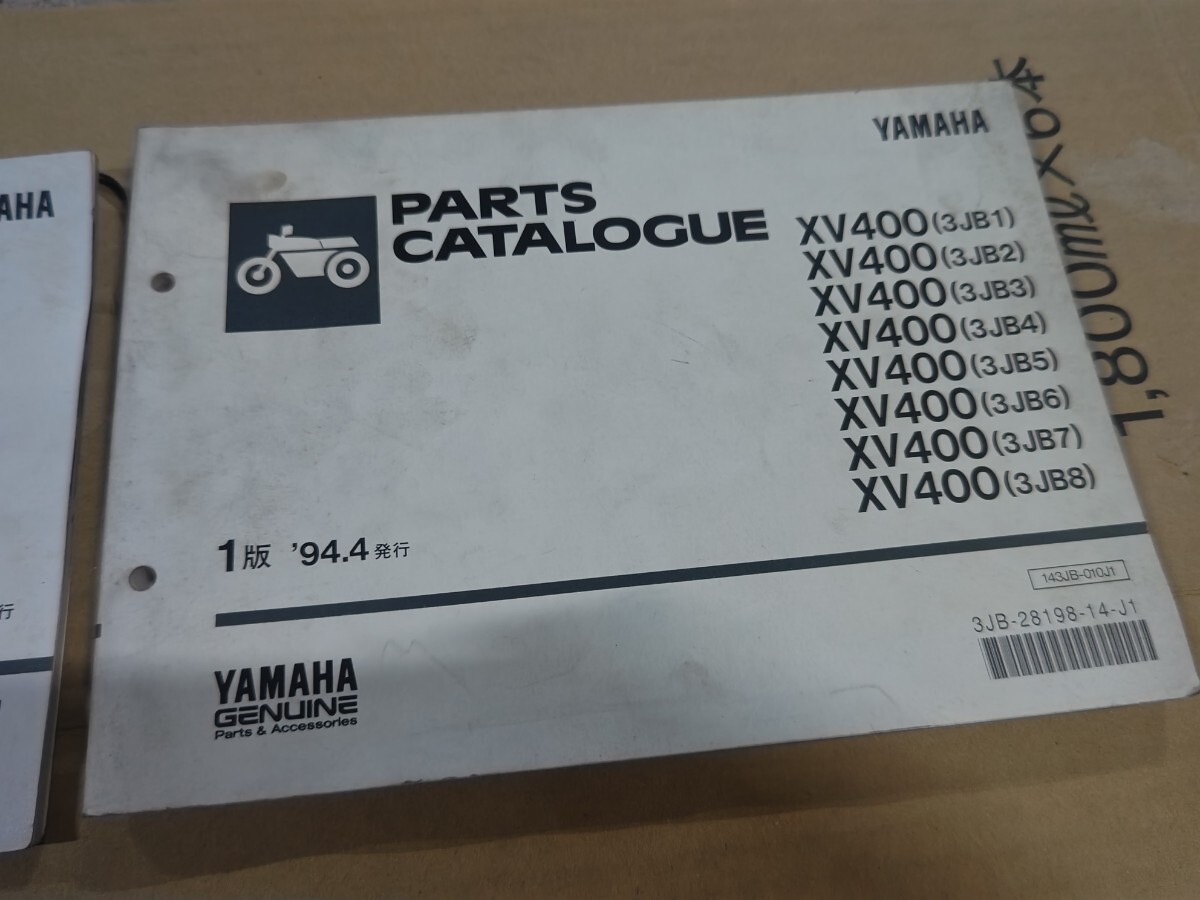 YAMAHA
PARTS
CATALOGUE
XV400(3JB1)
XV400(3JB2)
XV400(3JB3)
XV400(3JB4)
XV400(3JB5)
XV400(3JB6)
XV400(3JB7)
XV400(3JB8)
1版 '94.4発行
143JB-010J1
3JB-28198-14-J1
YAMAHA
GENUINE
Parts & Accessories
AHA
行
1,800ml×6本